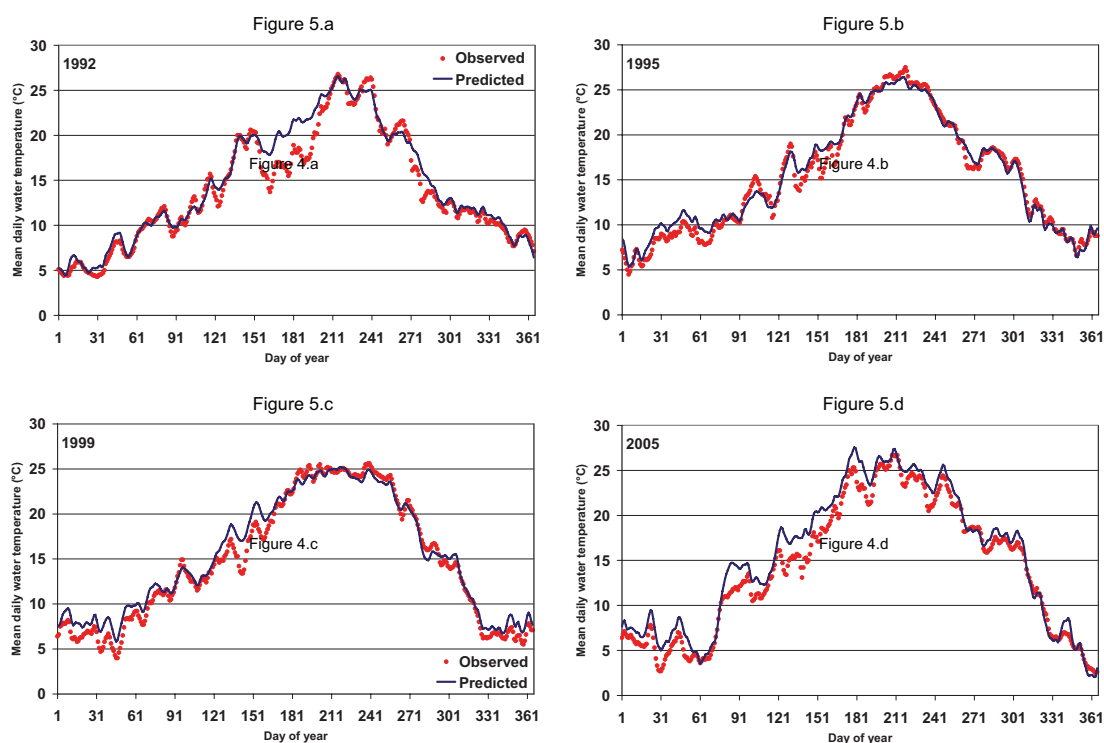 Figure 5.a
30
25
20
15
10
5
0
Mean daily water temperature (°C)
1992
Observed
Predicted
Figure 4.a
1 31 61 91 121 151 181 211 241 271 301 331 361
Day of year
Figure 5.b
30
25
20
15
10
5
0
Mean daily water temperature (°C)
1995
Figure 4.b
1 31 61 91 121 151 181 211 241 271 301 331 361
Day of year
Figure 5.c
30
25
20
15
10
5
0
Mean daily water temperature (°C)
1999
Figure 4.c
Observed
Predicted
1 31 61 91 121 151 181 211 241 271 301 331 361
Day of year
Figure 5.d
30
25
20
15
10
5
0
Mean daily water temperature (°C)
2005
Figure 4.d
1 31 61 91 121 151 181 211 241 271 301 331 361
Day of year